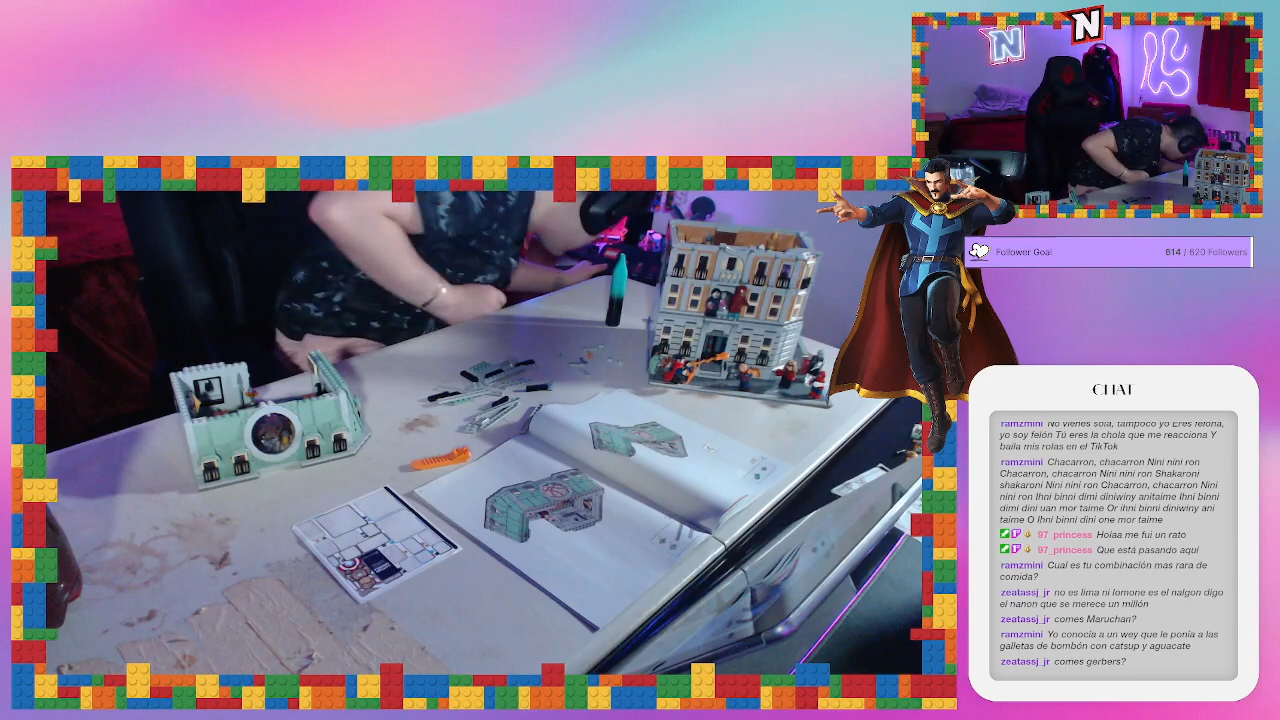 N
N
Follower Goal
614 / 620 Followers
CHAT
ramzmini No vienes sola, tampoco yo Eres felona,
yo soy felón Tú eres la chola que me reacciona Y
baila mis rolas en el TikTok
ramzmini Chacarron, chacarron Nini nini ron
Chacarron, chacarron Nini nini ron Shakaroni
shakaroni Nini nini ron Chacarron, chacarron Nini
nini ron Ihni binni dimi diniwiny anitaime Ihni binni
dimi dini uan mor taime Or ihni binni diniwiny ani
taime O Ihni binni dini one mor taime
97_princess Holaa me fui un rato
97_princess Que está pasando aquí
ramzmini Cual es tu combinación mas rara de
comida?
zeatassj_jr no es lima ni lomone es el nalgon digo
el nanon que se merece un millón
zeatassj_jr comes Maruchan?
ramzmini Yo conocía a un wey que le ponía a las
galletas de bombón con catsup y aguacate
zeatassj_jr comes gerbers?